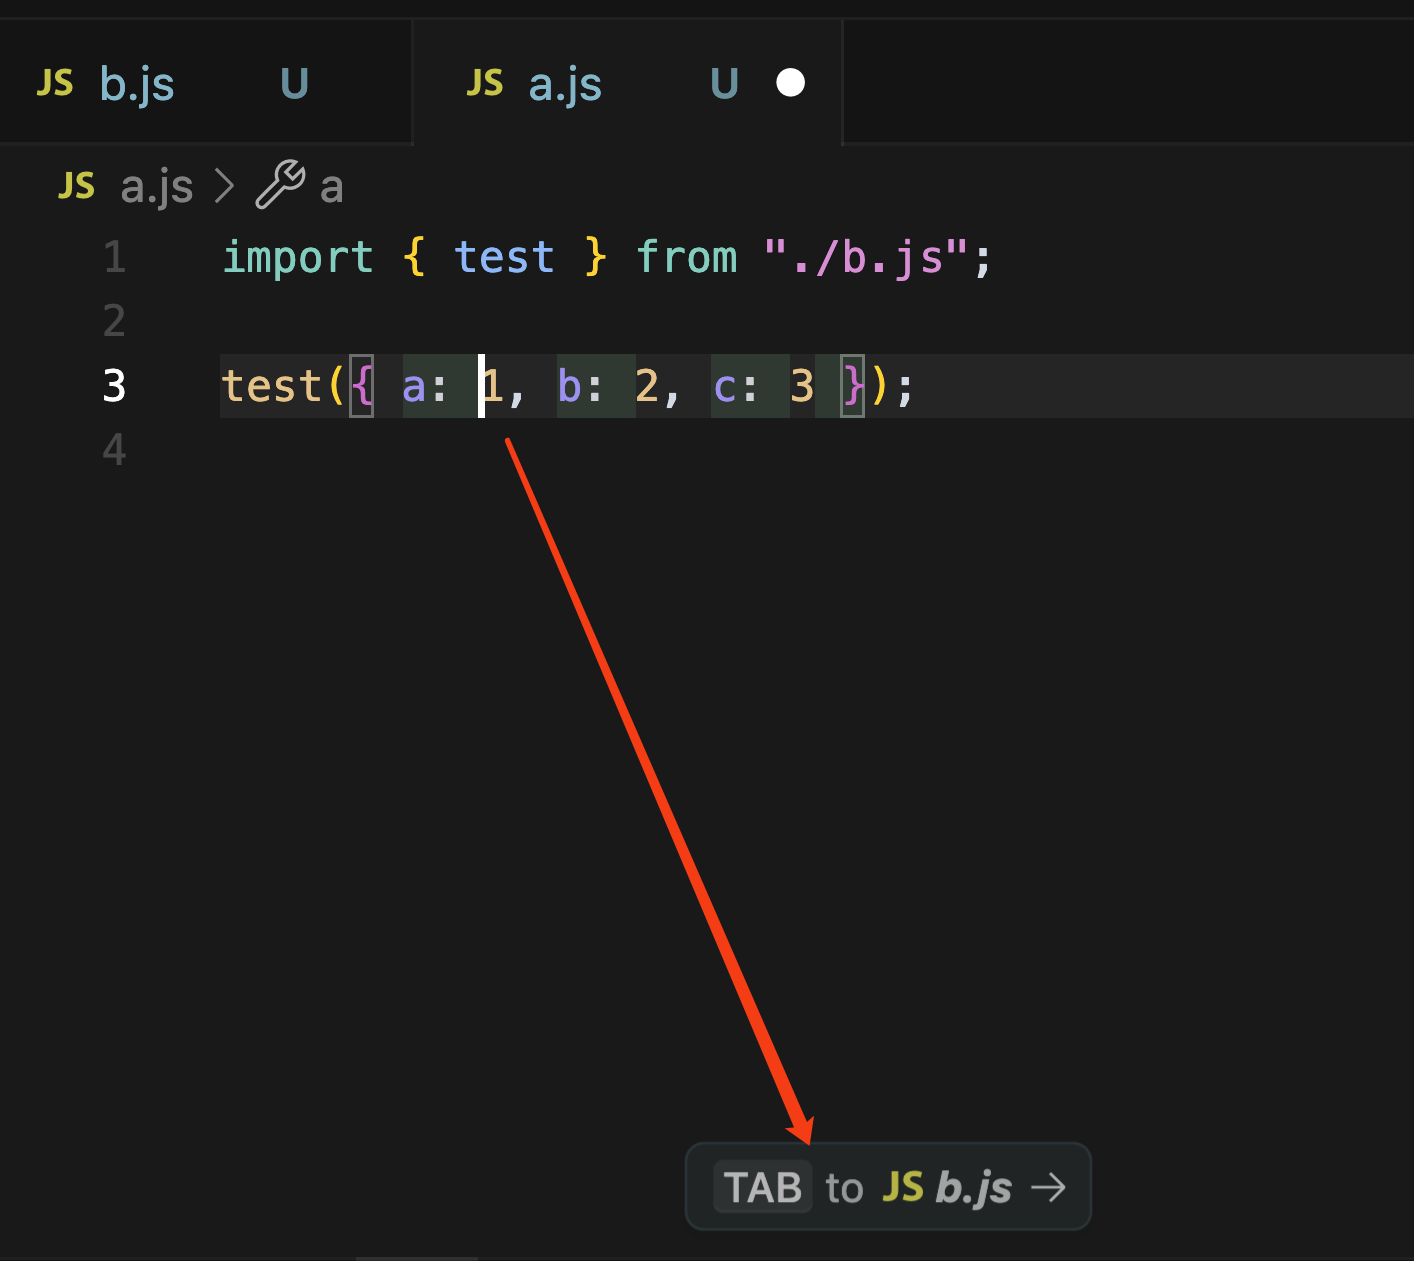 JS b.js U JS a.js U
JS a.js > a
1 import { test } from "./b.js";
2
3 test({ a: 1, b: 2, c: 3 });
4
TAB to JS b.js →